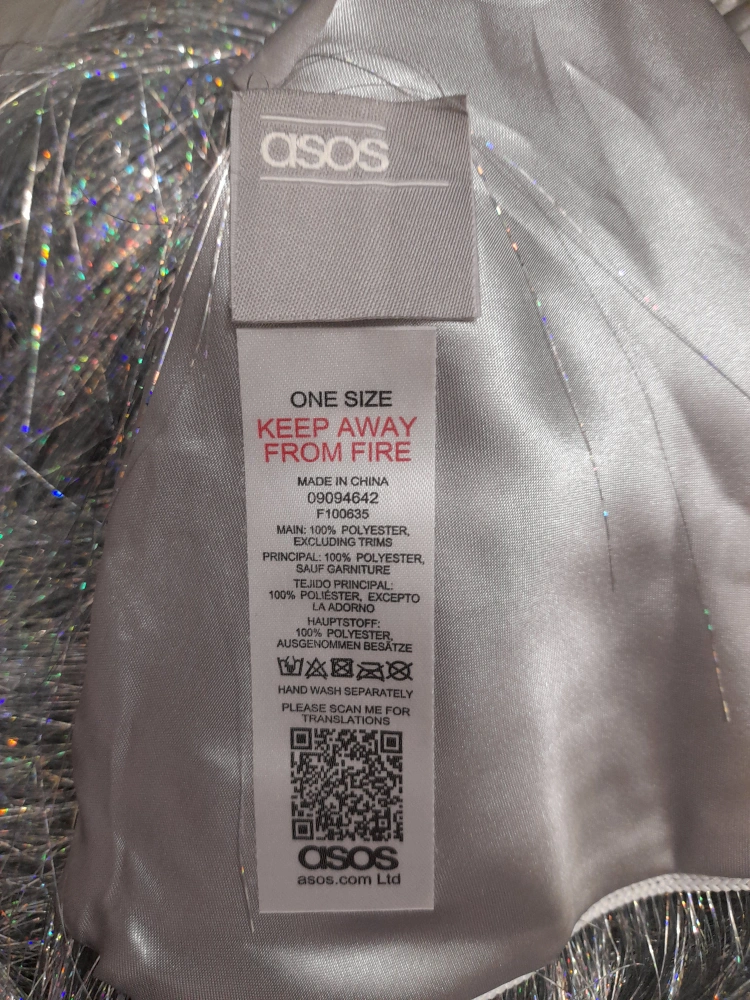 asos
ONE SIZE
KEEP AWAY
FROM FIRE
MADE IN CHINA
09094642
F100635
MAIN: 100% POLYESTER,
EXCLUDING TRIMS
PRINCIPAL: 100% POLYESTER,
SAUF GARNITURE
TEJIDO PRINCIPAL:
100% POLIÉSTER, EXCEPTO
LA ADORNO
HAUPTSTOFF:
100% POLYESTER,
AUSGENOMMEN BESÄTZE
HAND WASH SEPARATELY
PLEASE SCAN ME FOR
TRANSLATIONS
asos
asos.com Ltd